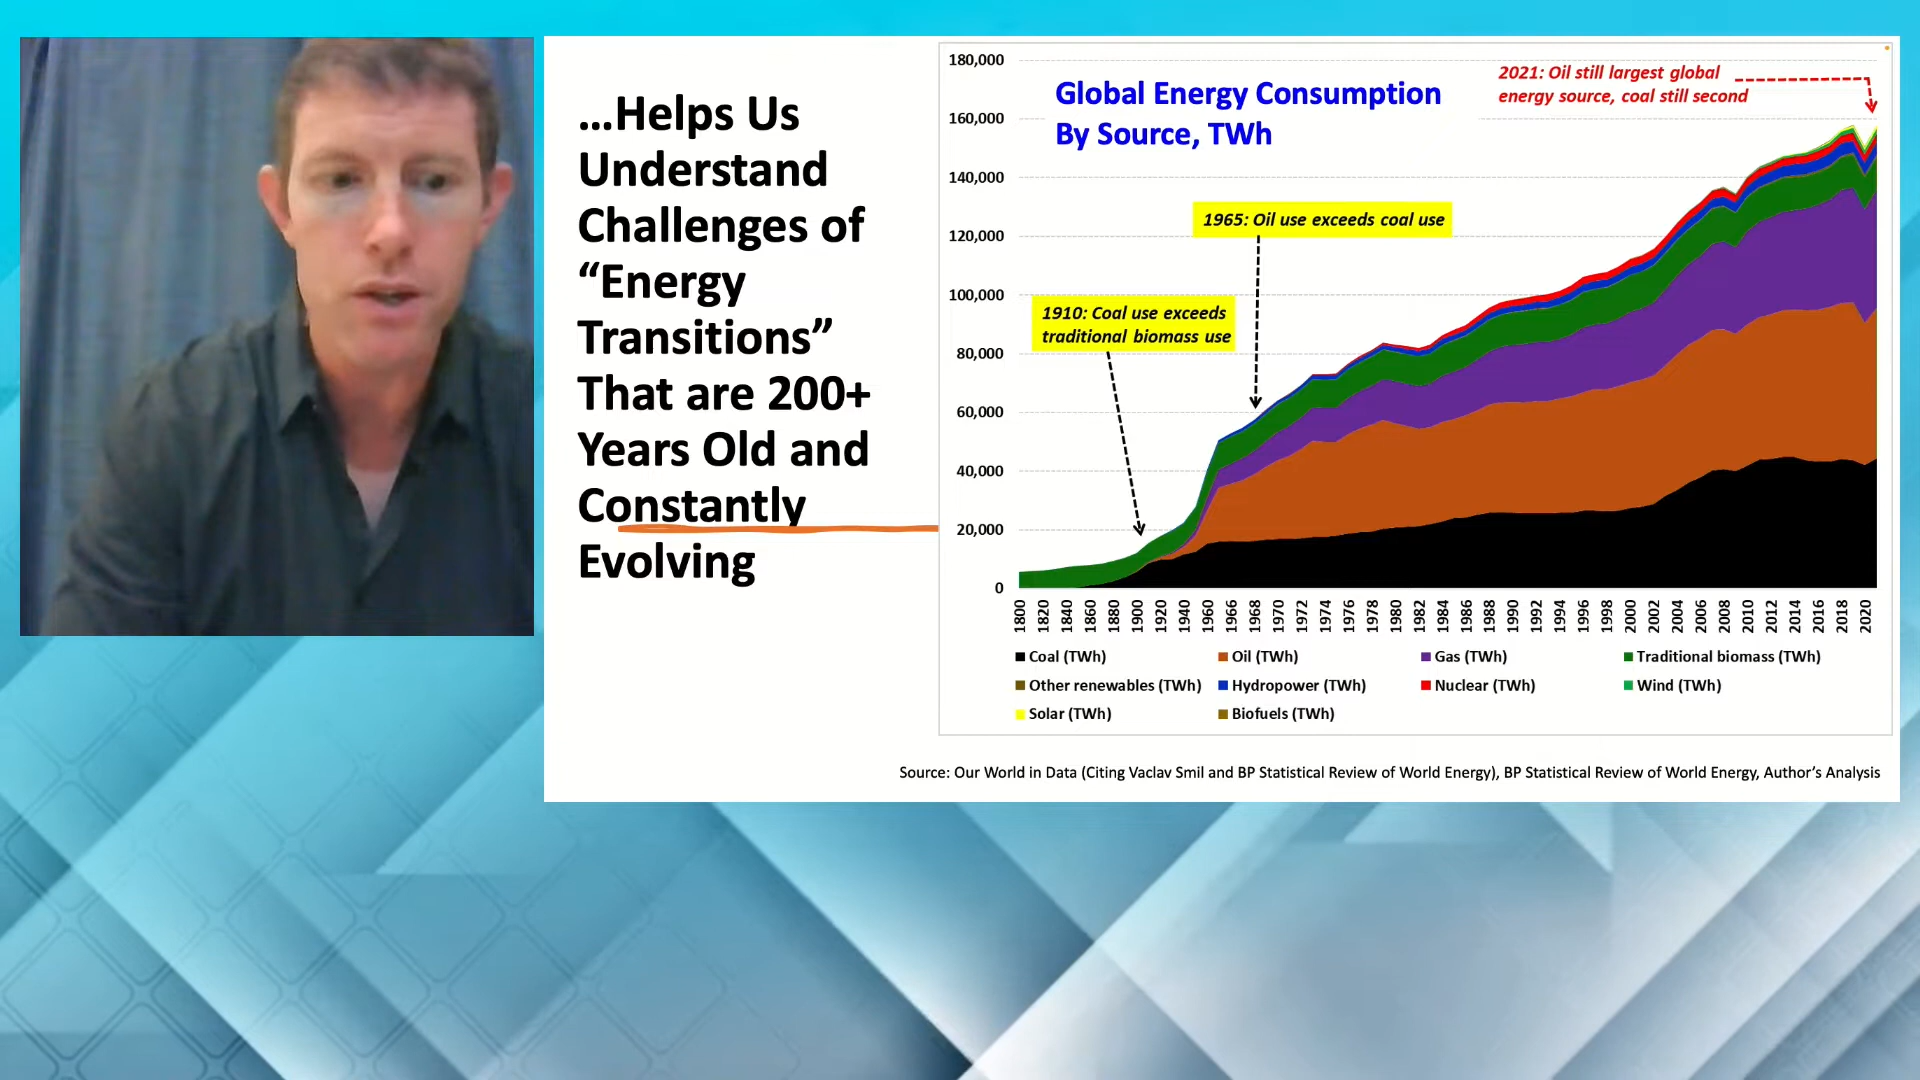 …Helps Us
Understand
Challenges of
“Energy
Transitions”
That are 200+
Years Old and
Constantly
Evolving
Global Energy Consumption
By Source, TWh
2021: Oil still largest global
energy source, coal still second
1965: Oil use exceeds coal use
1910: Coal use exceeds
traditional biomass use
180,000
160,000
140,000
120,000
100,000
80,000
60,000
40,000
20,000
0
1800 1820 1840 1860 1880 1900 1920 1940 1960 1966 1968 1970 1972 1974 1976 1978 1980 1982 1984 1986 1988 1990 1992 1994 1996 1998 2000 2002 2004 2006 2008 2010 2012 2014 2016 2018 2020
Coal (TWh) Oil (TWh) Gas (TWh) Traditional biomass (TWh)
Other renewables (TWh) Hydropower (TWh) Nuclear (TWh) Wind (TWh)
Solar (TWh) Biofuels (TWh)
Source: Our World in Data (Citing Vaclav Smil and BP Statistical Review of World Energy), BP Statistical Review of World Energy, Author’s Analysis